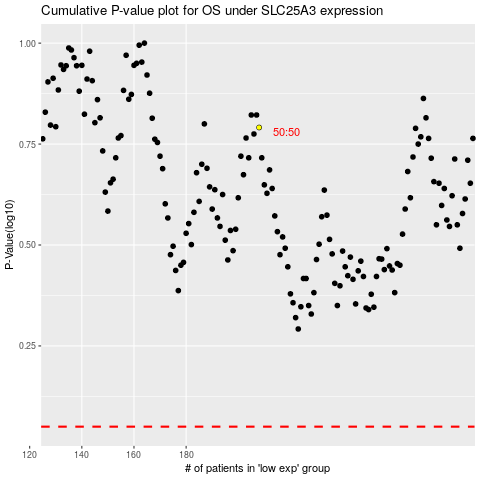 Cumulative P-value plot for OS under SLC25A3 expression
P-Value(log10)
1.00
0.75
0.50
0.25
50:50
120 140 160 180
# of patients in 'low exp' group